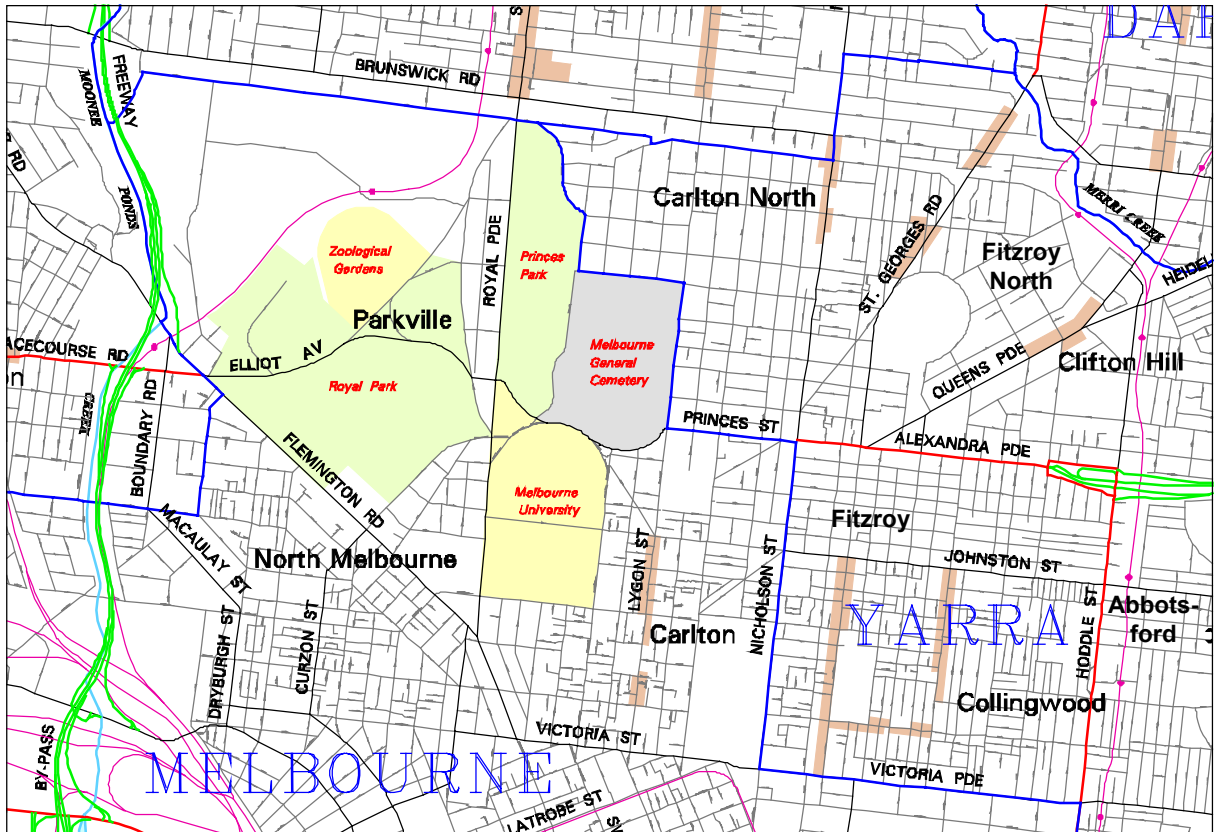 S
DAR
FREEWAY
MOONEE
PONDS
BRUNSWICK RD
RD
Carlton North
MERRI CREEK
ROYAL PDE
ST. GEORGES RD
Zoological
Gardens
Princes
Park
Fitzroy
North
HEIDEL
Parkville
ACECOURSE RD
ELLIOT AV
on
Royal Park
Melbourne
General
Cemetery
QUEENS PDE
Clifton Hill
CREEK
BOUNDARY RD
PRINCES ST
ALEXANDRA PDE
FLEMINGTON RD
Melbourne
University
Fitzroy
MACAULAY ST
North Melbourne
LYGON ST
NICHOLSON ST
JOHNSTON ST
HODDLE ST
Abbots-
ford
DRYBURGH ST
CURZON ST
Carlton
YARRA
Collingwood
BY-PASS
VICTORIA ST
MELBOURNE
VICTORIA PDE
LATROBE ST